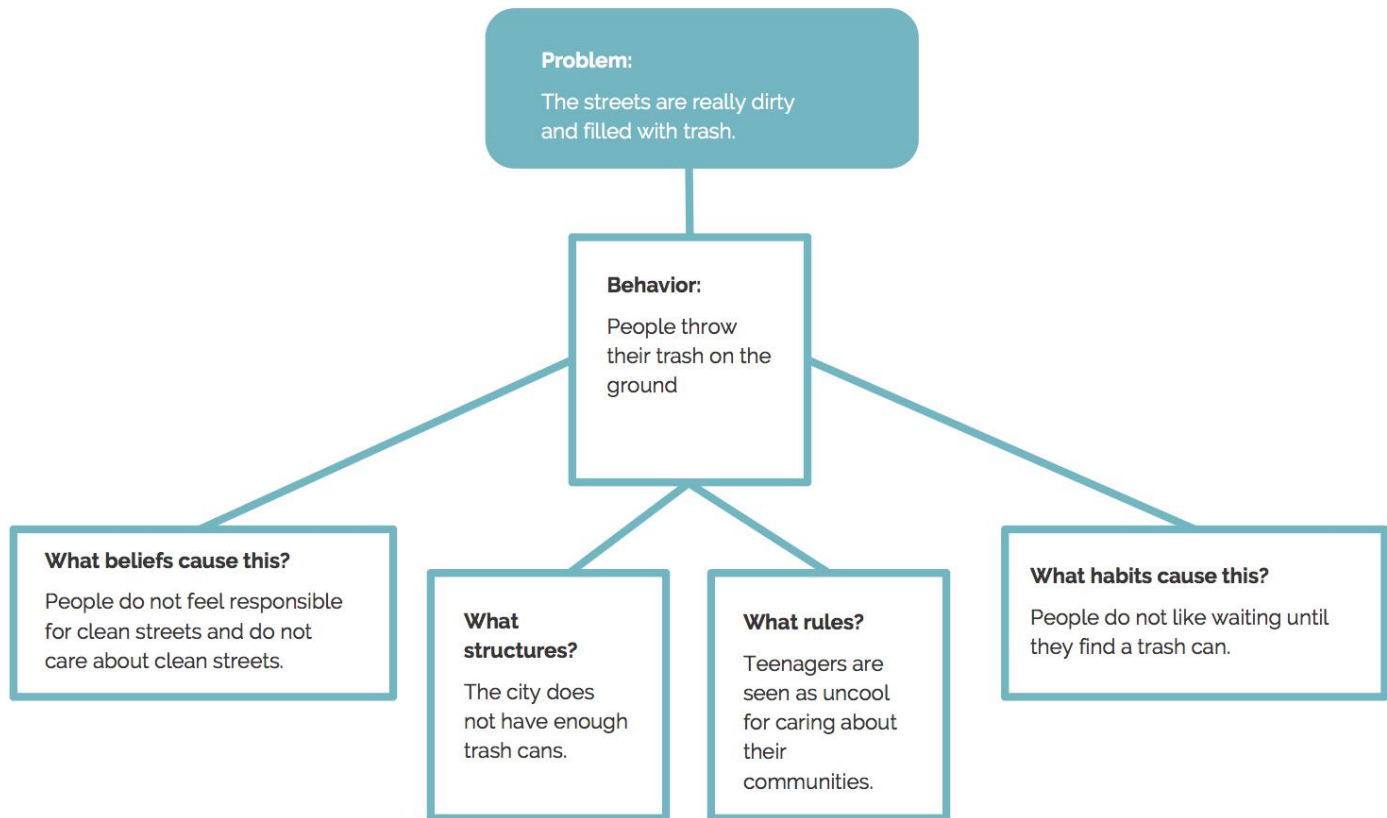 Problem:
The streets are really dirty
and filled with trash.
Behavior:
People throw
their trash on the
ground
What beliefs cause this?
People do not feel responsible
for clean streets and do not
care about clean streets.
What
structures?
The city does
not have enough
trash cans.
What rules?
Teenagers are
seen as uncool
for caring about
their
communities.
What habits cause this?
People do not like waiting until
they find a trash can.